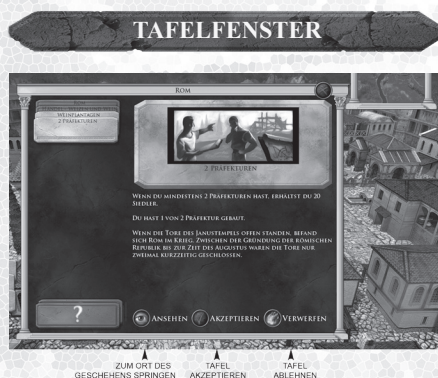 TAFELFENSTER
ROM
ROM
WEINPLANTAGEN
2 PRÄFEKTUREN
2 PRÄFEKTUREN
WENN DU MINDESTENS 2 PRÄFEKTUREN HAST, ERHÄLTST DU 20
SIEDLER.
DU HAST 1 VON 2 PRÄFEKTUR GEBAUT.
WENN DIE TORE DES JANUSTEMPELS OFFEN STANDEN, BEFAND
SICH ROM IM KRIEG. ZWISCHEN DER GRÜNDUNG DER RÖMISCHEN
REPUBLIK BIS ZUR ZEIT DES AUGUSTUS WAREN DIE TORE NUR
ZWEIMAL KURZZEITIG GESCHLOSSEN.
? ANSEHEN AKZEPTIEREN VERWERFEN
ZUM ORT DES GESCHEHENS SPRINGEN
TAFEL AKZEPTIEREN
TAFEL ABLEHNEN